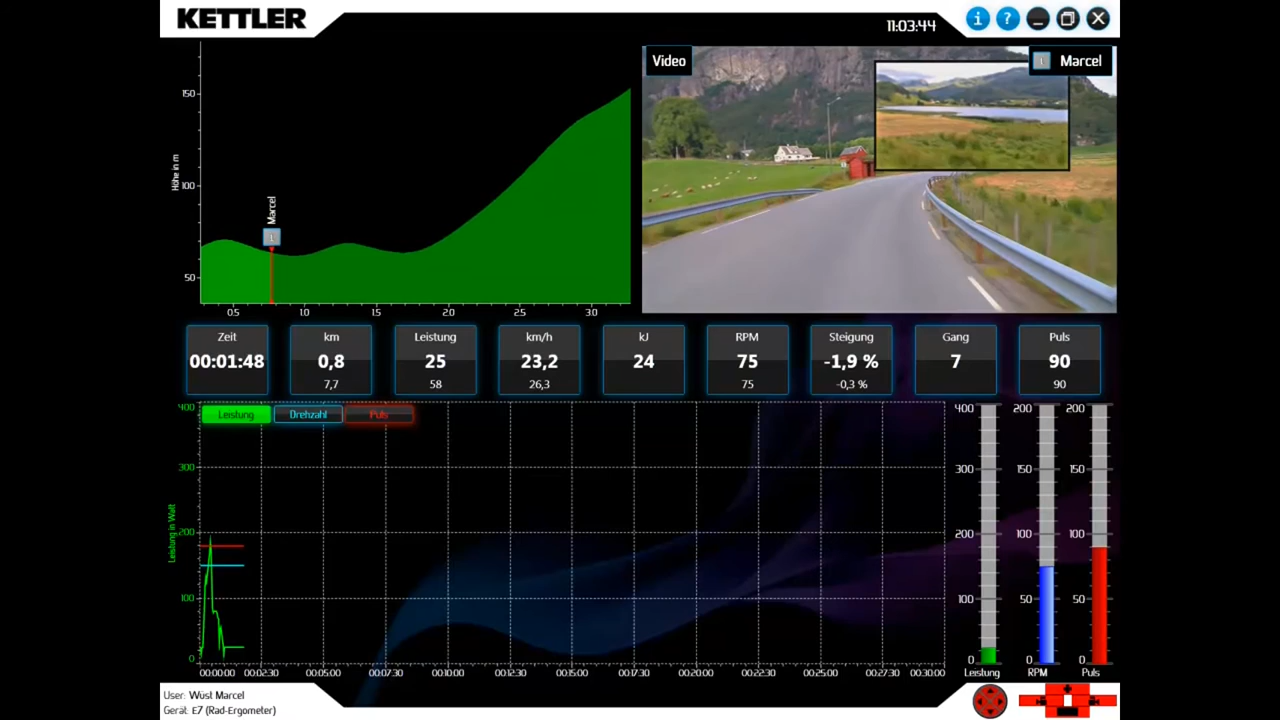 KETTLER
11:03:44
i
?
Höhe in m
150
100
50
Marcel
L
0.5
1.0
1.5
2.0
2.5
3.0
Video
L Marcel
Zeit
00:01:48
km
0,8
7,7
Leistung
25
58
km/h
23,2
26,3
kJ
24
RPM
75
75
Steigung
-1,9 %
-0,3 %
Gang
7
Puls
90
90
Leistung
Drehzahl
Puls
Leistung in Watt
400
300
200
100
0
00:00:00
00:02:30
00:05:00
00:07:30
00:10:00
00:12:30
00:15:00
00:17:30
00:20:00
00:22:30
00:25:00
00:27:30
00:30:00
400
300
200
100
0
Leistung
200
150
100
50
0
RPM
200
150
100
50
0
Puls
User: Wüst Marcel
Gerät: E7 (Rad-Ergometer)